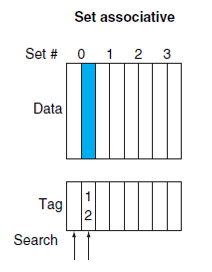 Set associative
Set # 0 1 2 3
Data
Tag
1
2
Search